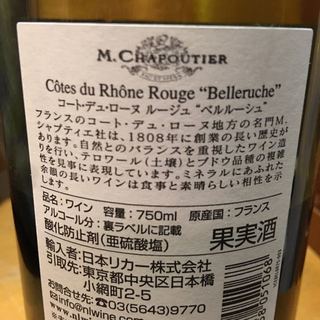 M.CHAPOUTIER
Côtes du Rhône Rouge “Belleruche”
コート・デュ・ローヌ ルージュ “ベルルーシュ”
フランスのコート・デュ・ローヌ地方の名門M.
シャプティエ社は、1808年に創業の長い歴史が
あります。自然とのバランスを重視したワイン造
りを行い、テロワール(土壌)とブドウ品種の複雑
性を見事に表現しています。ミネラルにあふれた
余韻の長いワインは食事と素晴らしい相性を示
します。
品名:ワイン 容量:750ml 原産国:フランス
アルコール分:裏ラベルに記載
酸化防止剤(亜硫酸塩)
果実酒
輸入者:日本リカー株式会社
引取先:東京都中央区日本橋
小網町2-5
☎03(5643)9770
info@nlwine.com